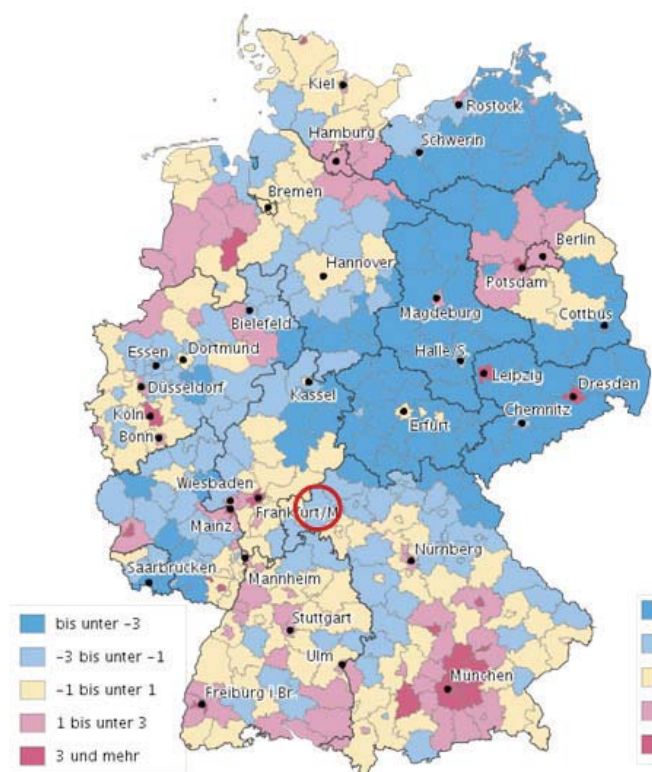 Kiel
Rostock
Hamburg
Schwerin
Bremen
Berlin
Hannover
Potsdam
Magdeburg
Bielefeld
Cottbus
Essen
Dortmund
Halle/S.
Düsseldorf
Leipzig
Dresden
Kassel
Köln
Chemnitz
Erfurt
Bonn
Wiesbaden
Frankfurt/M.
Mainz
Nürnberg
Saarbrücken
Mannheim
Stuttgart
Ulm
München
Freiburg i.Br.
bis unter -3
-3 bis unter -1
-1 bis unter 1
1 bis unter 3
3 und mehr